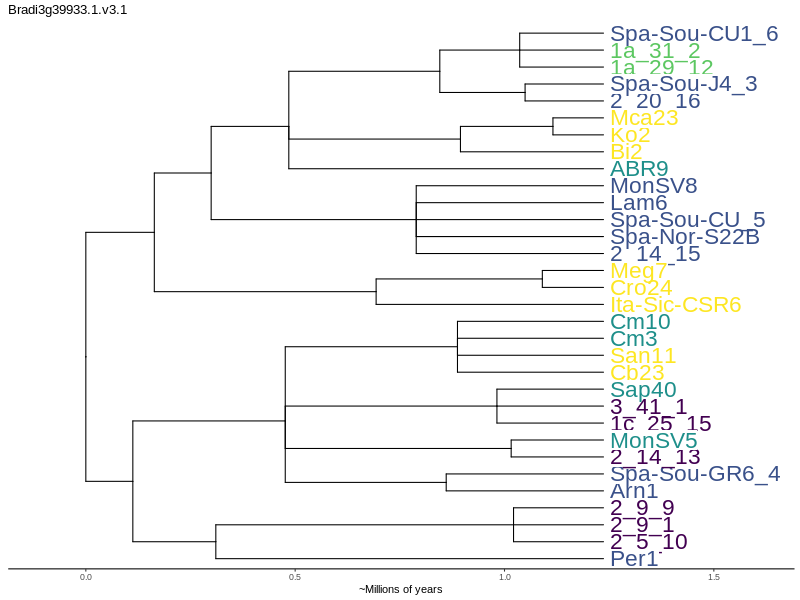 Bradi3g39933.1.v3.1
Spa-Sou-CU1_6
1a_31_2
1a_29_12
Spa-Sou-J4_3
2_20_16
Mca23
Ko2
Bi2
ABR9
MonSV8
Lam6
Spa-Sou-CU_5
Spa-Nor-S22B
2_14_15
Meg7
Cro24
Ita-Sic-CSR6
Cm10
Cm3
San11
Cb23
Sap40
3_41_1
1c_25_15
MonSV5
2_14_13
Spa-Sou-GR6_4
Arn1
2_9_9
2_9_1
2_5_10
Per1
0.0 0.5 1.0 1.5
~Millions of years